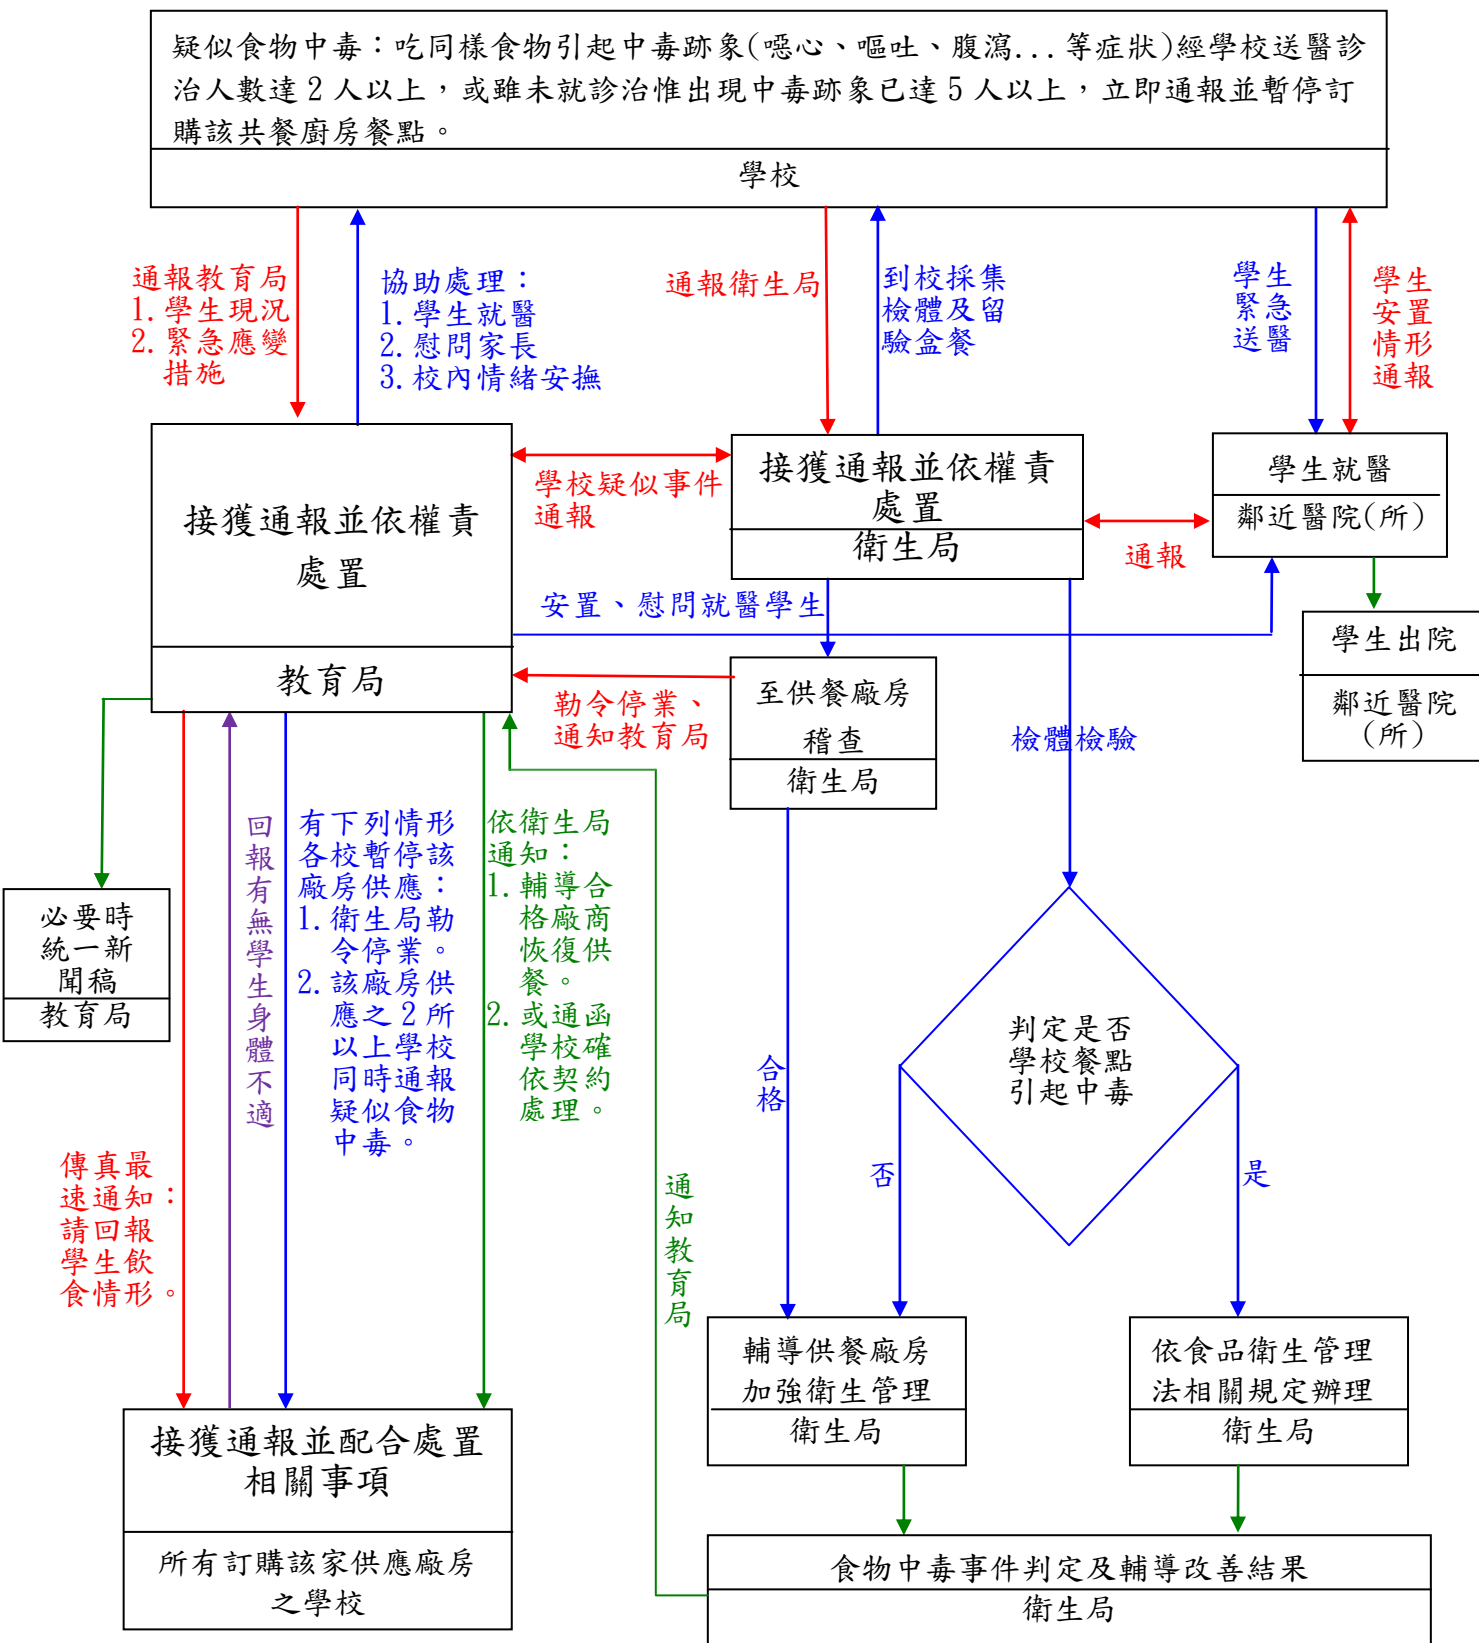 疑似食物中毒：吃同樣食物引起中毒跡象(噁心、嘔吐、腹瀉...等症狀)經學校送醫診
治人數達2人以上，或雖未就診治惟出現中毒跡象已達5人以上，立即通報並暫停訂
購該共餐廚房餐點。
學校
通報教育局
1.學生現況
2.緊急應變
措施
協助處理：
1.學生就醫
2.慰問家長
3.校內情緒安撫
通報衛生局
到校採集
檢體及留
驗盒餐
學生
緊急
送醫
學生
安置
情形
通報
接獲通報並依權責
處置
教育局
學校疑似事件
通報
接獲通報並依權責
處置
衛生局
通報
學生就醫
鄰近醫院(所)
安置、慰問就醫學生
學生出院
鄰近醫院
(所)
勒令停業、
通知教育局
至供餐廠房
稽查
衛生局
檢體檢驗
必要時
統一新
聞稿
教育局
傳真最
速通知：
請回報
學生飲
食情形。
回報有無學生身體不適
有下列情形
各校暫停該
廠房供應：
1.衛生局勒
令停業。
2.該廠房供
應之2所
以上學校
同時通報
疑似食物
中毒。
依衛生局
通知：
1.輔導合
格廠商
恢復供
餐。
2.或通函
學校確
依契約
處理。
通知教育局
合格
判定是否
學校餐點
引起中毒
否
是
輔導供餐廠房
加強衛生管理
衛生局
依食品衛生管理
法相關規定辦理
衛生局
接獲通報並配合處置
相關事項
所有訂購該家供應廠房
之學校
食物中毒事件判定及輔導改善結果
衛生局